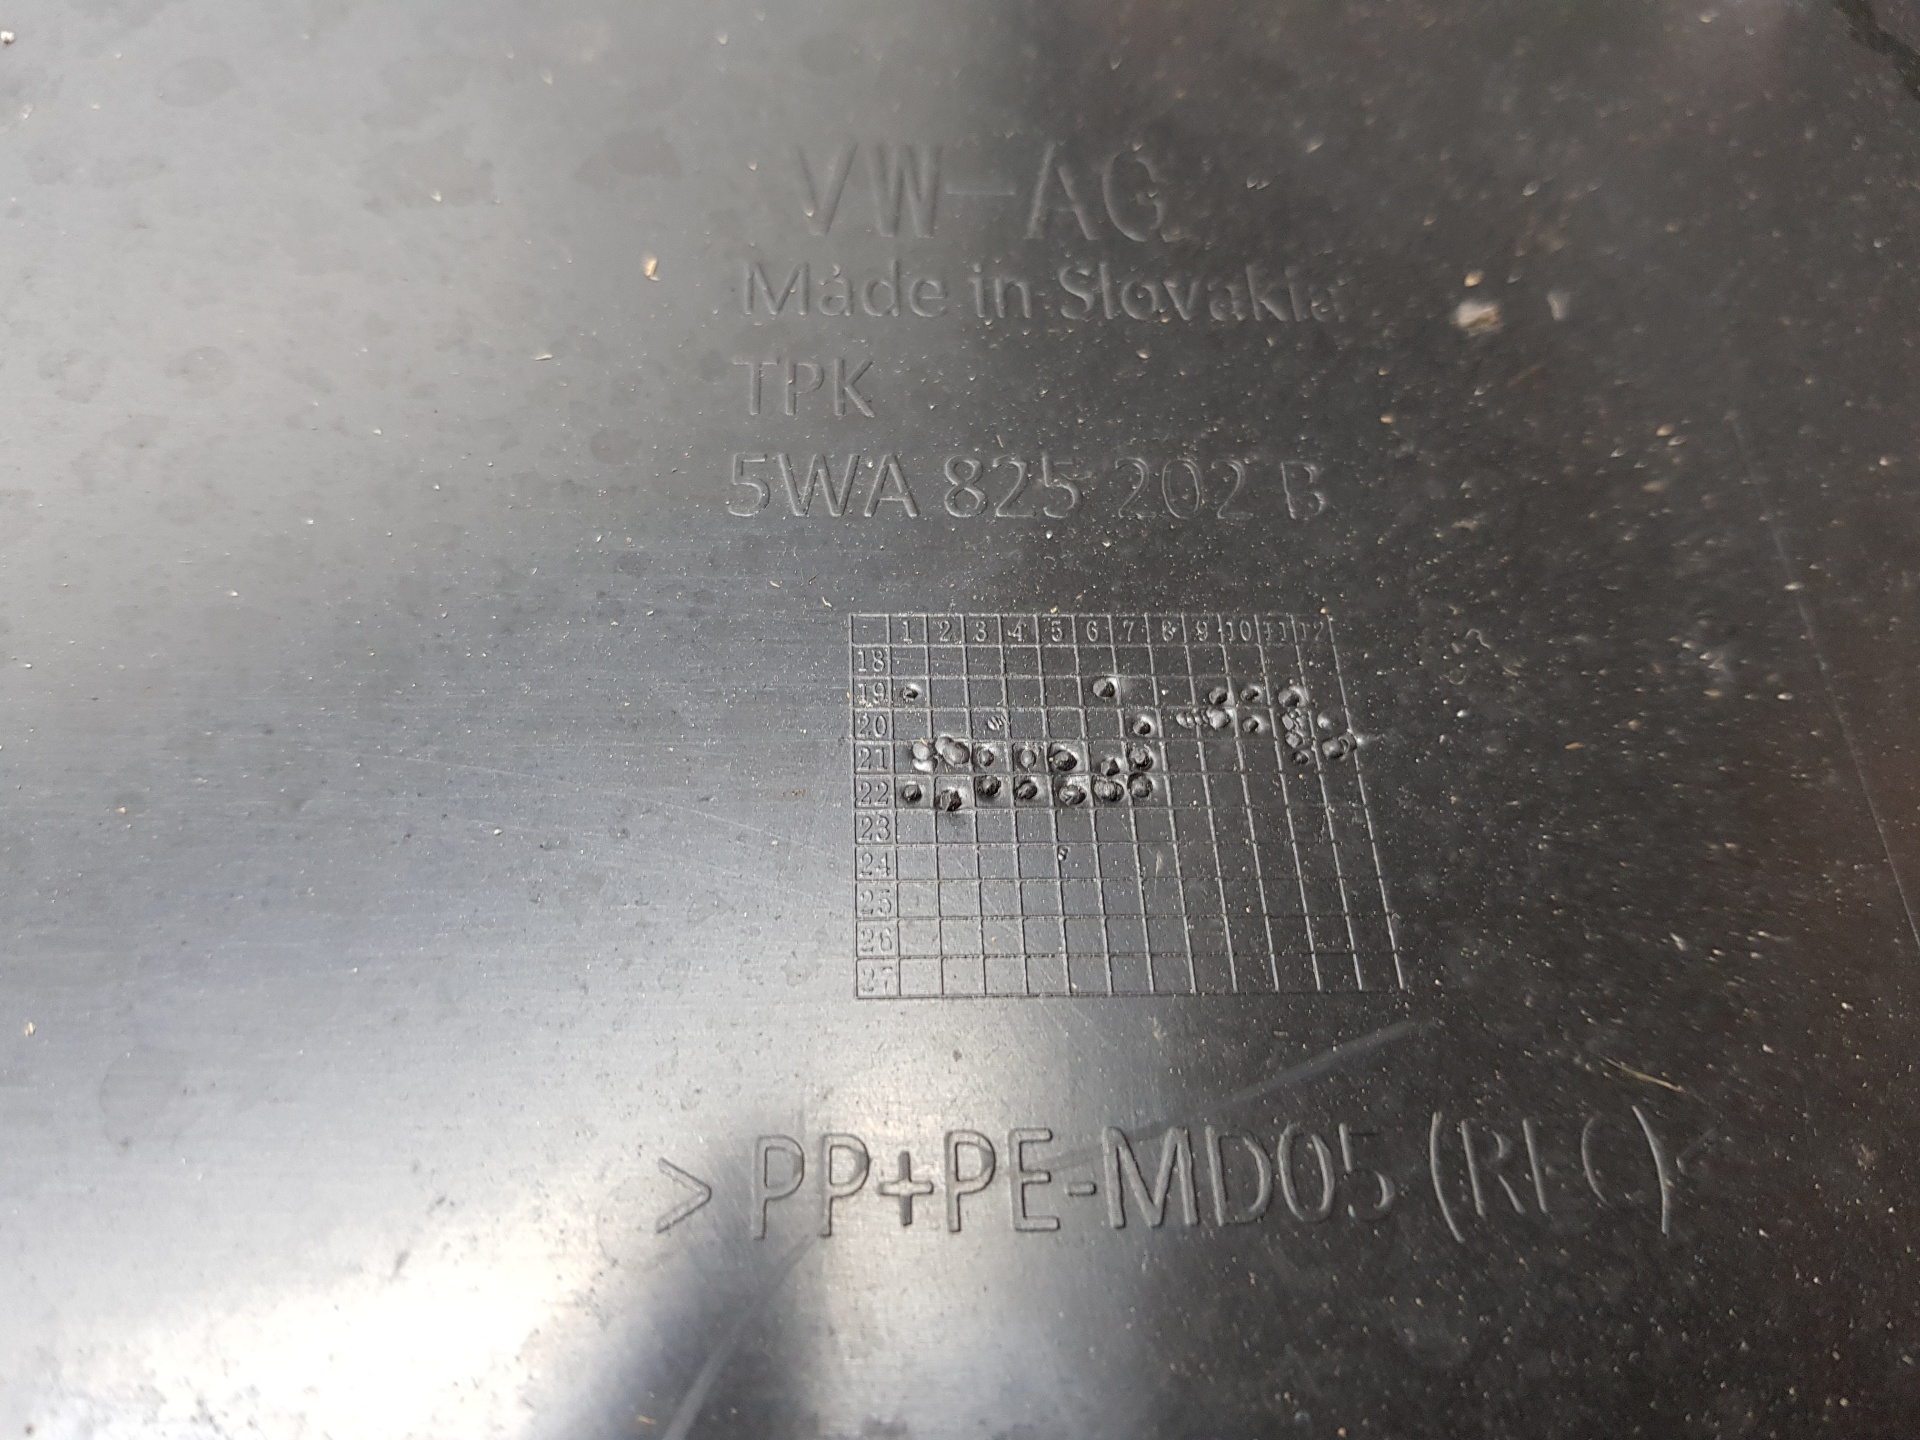 VW-AG
Made in Slovakia
TPK
5WA 825 202 B
1 2 3 4 5 6 7 8 9 10 11 12
18
19
20
21
22
23
24
25
26
27
>PP+PE-MD05 (REC)<